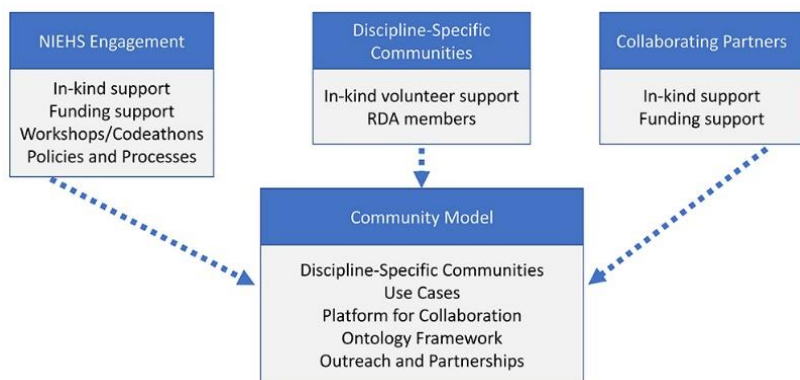 NIEHS Engagement
In-kind support
Funding support
Workshops/Codeathons
Policies and Processes
Discipline-Specific
Communities
In-kind volunteer support
RDA members
Collaborating Partners
In-kind support
Funding support
Community Model
Discipline-Specific Communities
Use Cases
Platform for Collaboration
Ontology Framework
Outreach and Partnerships